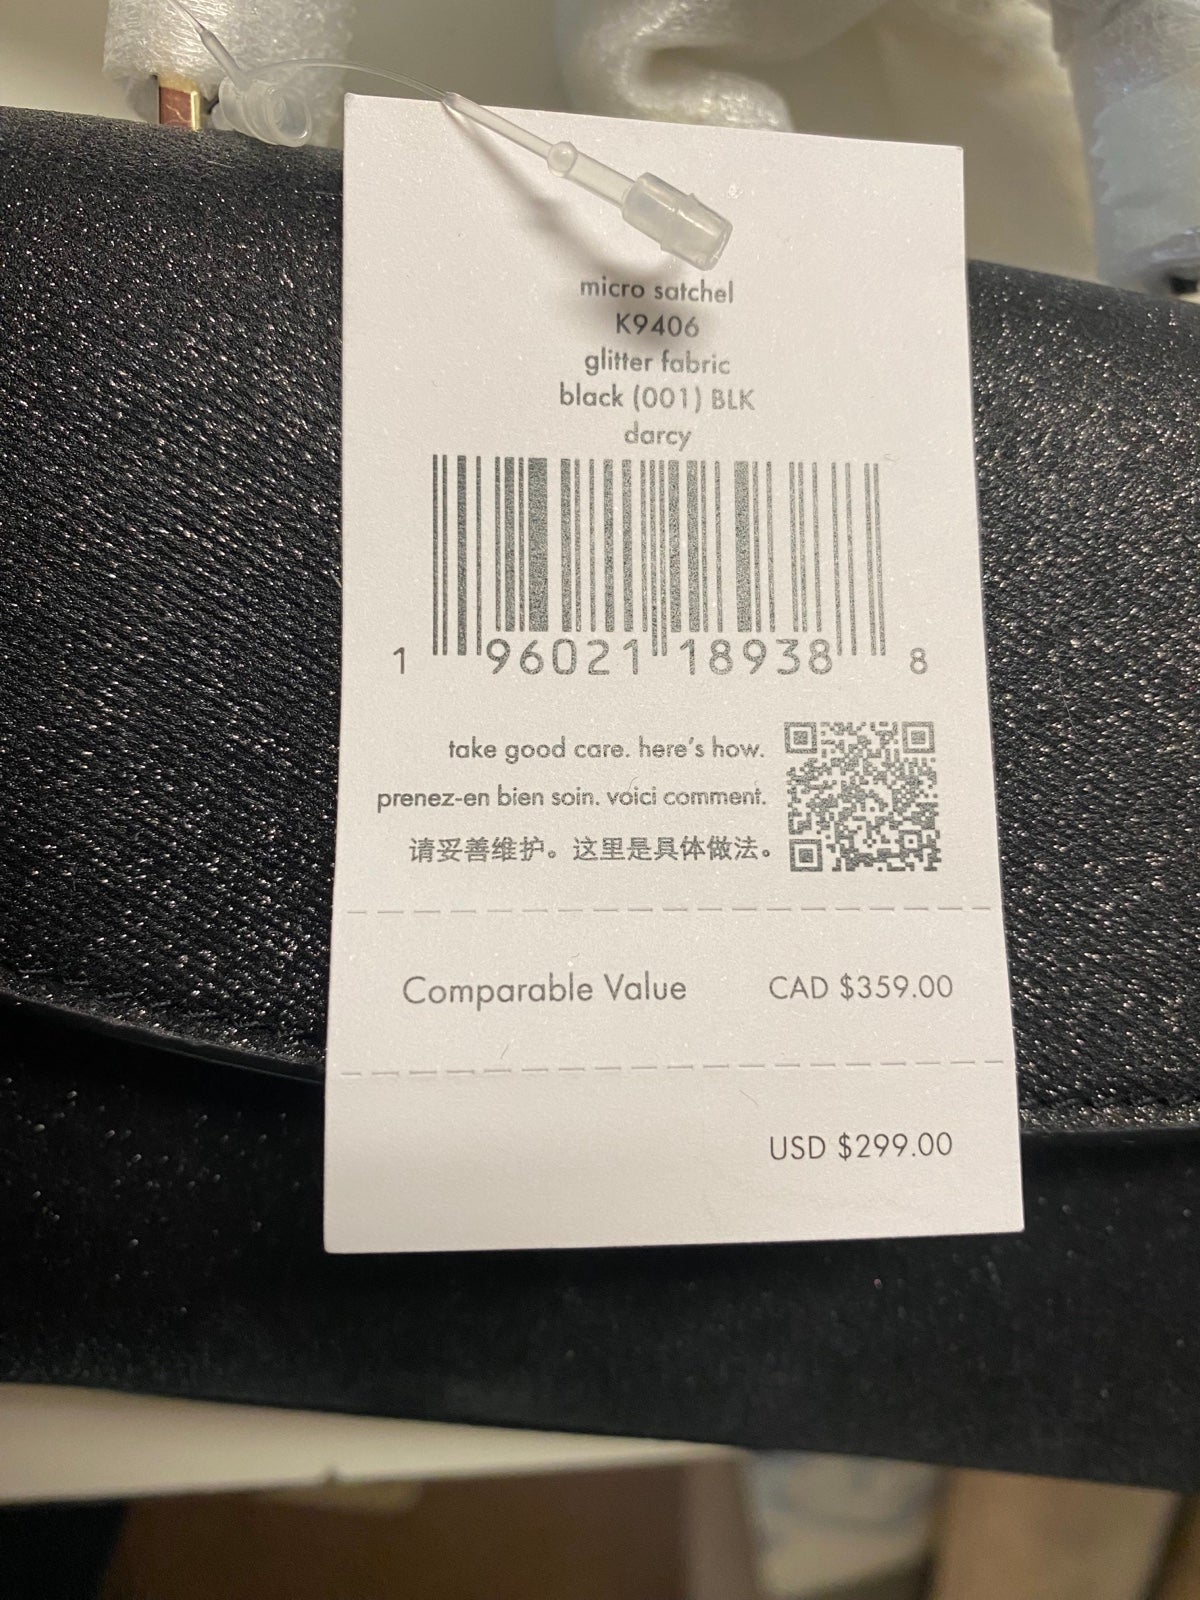 micro satchel
K9406
glitter fabric
black (001) BLK
darcy
1 96021 18938 8
take good care. here's how.
prenez-en bien soin. voici comment.
请妥善维护。这里是具体做法。
Comparable Value CAD $359.00
USD $299.00